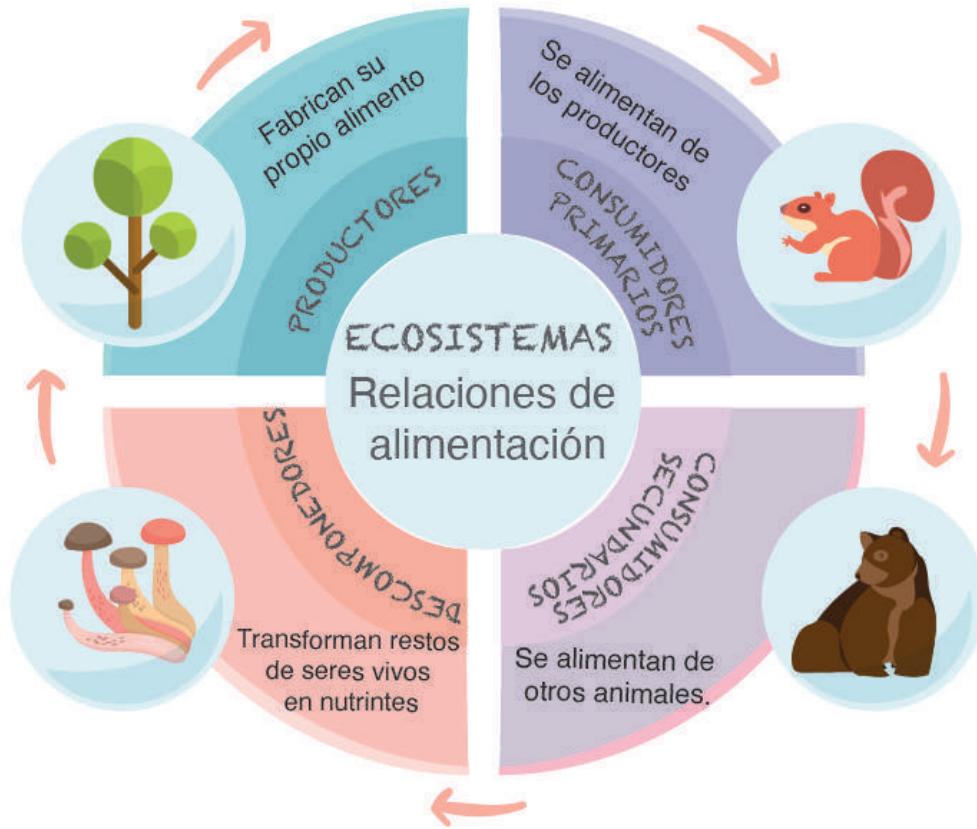 ECOSISTEMAS
Relaciones de
alimentación
Fabrican su
propio alimento
PRODUCTORES
Se alimentan de
los productores
CONSUMIDORES
PRIMARIOS
CONSUMIDORES
SECUNDARIOS
Se alimentan de
otros animales.
DESCOMPONEDORES
Transforman restos
de seres vivos
en nutrintes